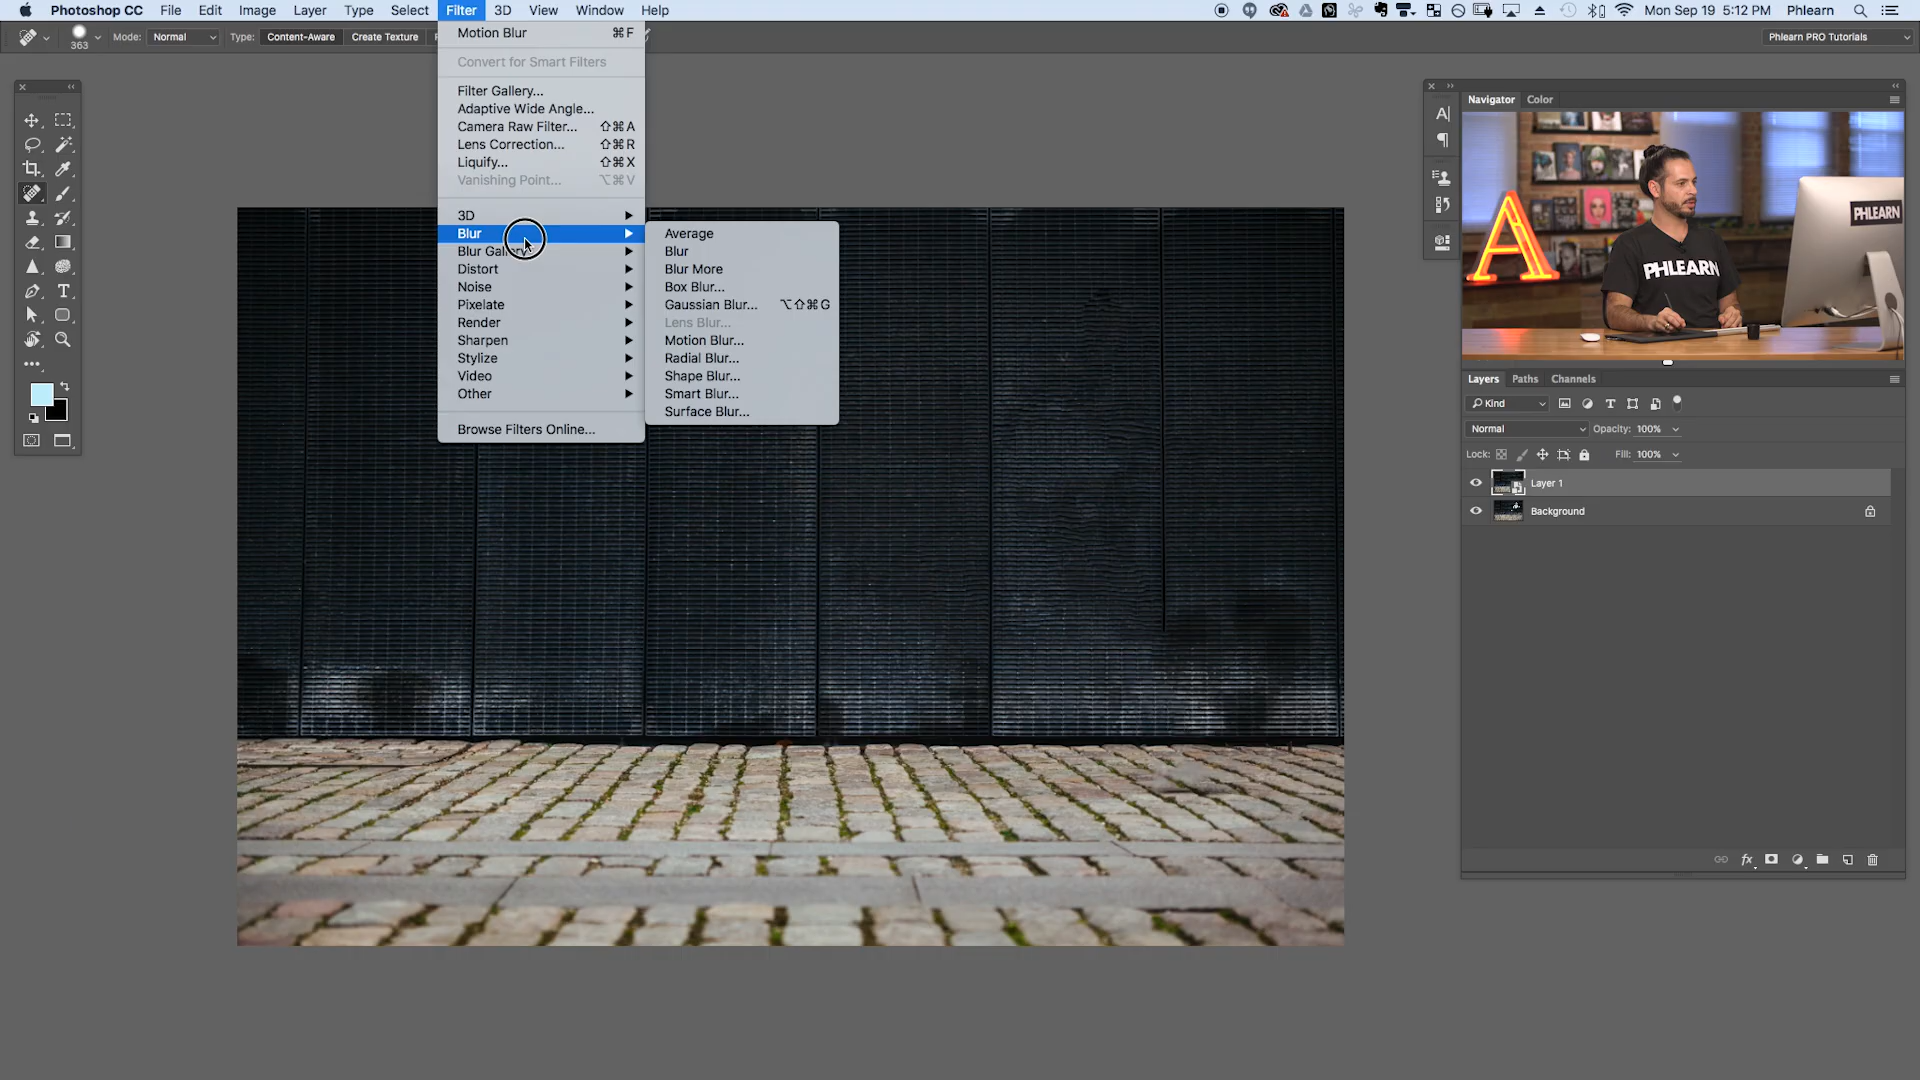 Photoshop CC File Edit Image Layer Type Select Filter 3D View Window Help Mon Sep 19 5:12 PM Phlearn
363 Mode: Normal Type: Content-Aware Create Texture Phlearn PRO Tutorials
Motion Blur ⌘F
Convert for Smart Filters
Filter Gallery...
Adaptive Wide Angle...
Camera Raw Filter... ⇧⌘A
Lens Correction... ⇧⌘R
Liquify... ⇧⌘X
Vanishing Point... ⌥⌘V
3D
Blur
Blur Gallery
Distort
Noise
Pixelate
Render
Sharpen
Stylize
Video
Other
Browse Filters Online...
Average
Blur
Blur More
Box Blur...
Gaussian Blur... ⌥⇧⌘G
Lens Blur...
Motion Blur...
Radial Blur...
Shape Blur...
Smart Blur...
Surface Blur...
Navigator Color
A
PHLEARN
PHLEARN
Layers Paths Channels
Kind
Normal Opacity: 100%
Lock: Fill: 100%
Layer 1
Background
fx